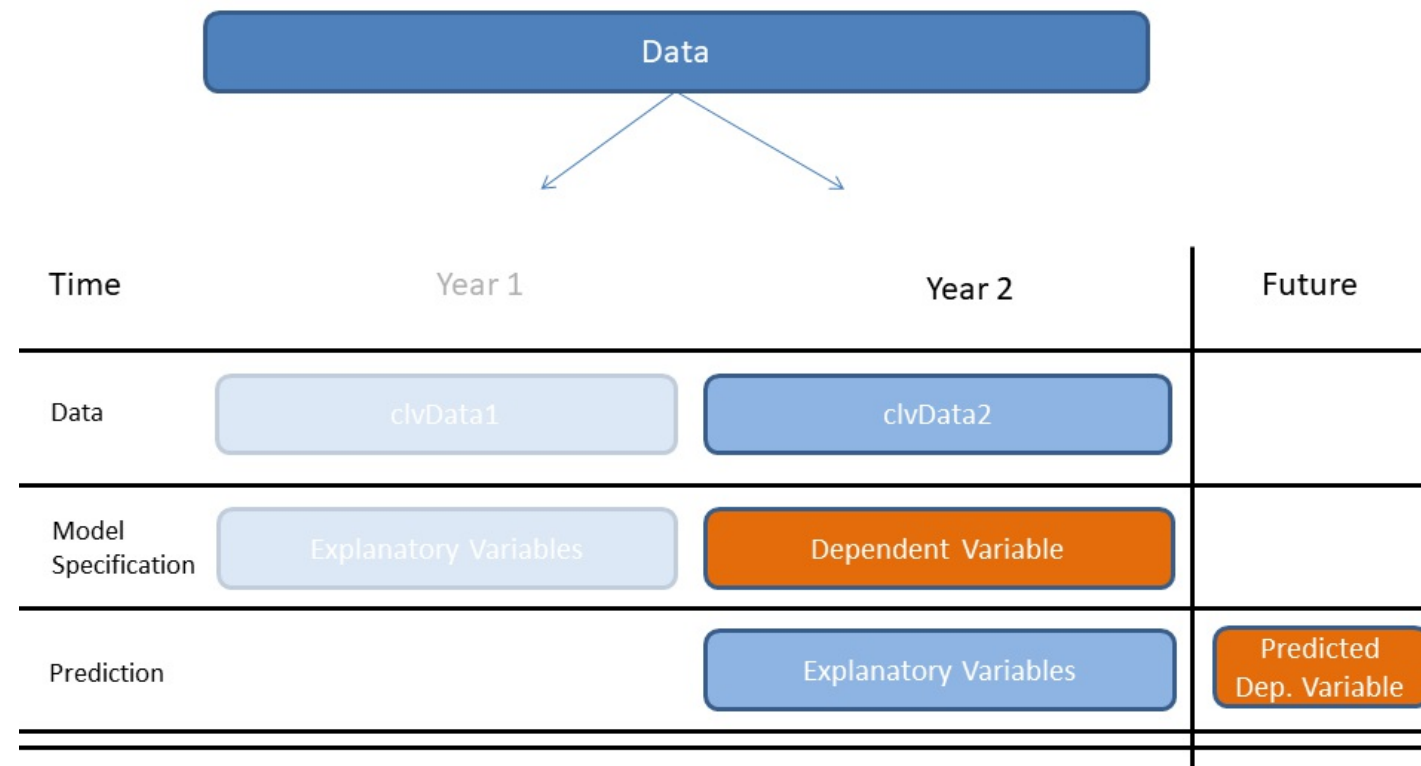 Data
Time
Year 1
Year 2
Future
Data
clvData1
clvData2
Model
Specification
Explanatory Variables
Dependent Variable
Prediction
Explanatory Variables
Predicted
Dep. Variable